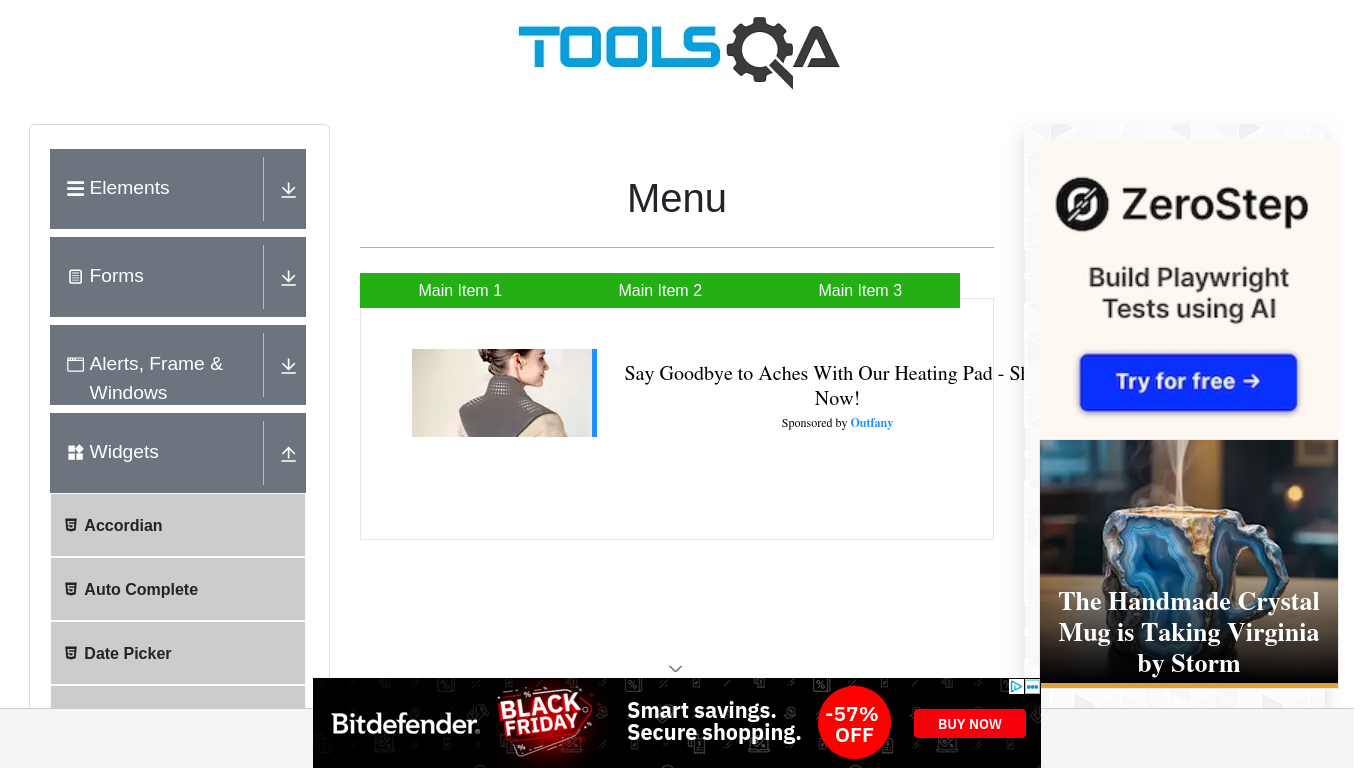 TOOLSQA
Elements
Forms
Alerts, Frame &
Windows
Widgets
Accordian
Auto Complete
Date Picker
Menu
Main Item 1
Main Item 2
Main Item 3
Say Goodbye to Aches With Our Heating Pad - Sh
Now!
Sponsored by Outfany
ZeroStep
Build Playwright
Tests using AI
Try for free →
The Handmade Crystal
Mug is Taking Virginia
by Storm
Bitdefender
BLACK
FRIDAY
Smart savings.
Secure shopping.
-57%
OFF
BUY NOW